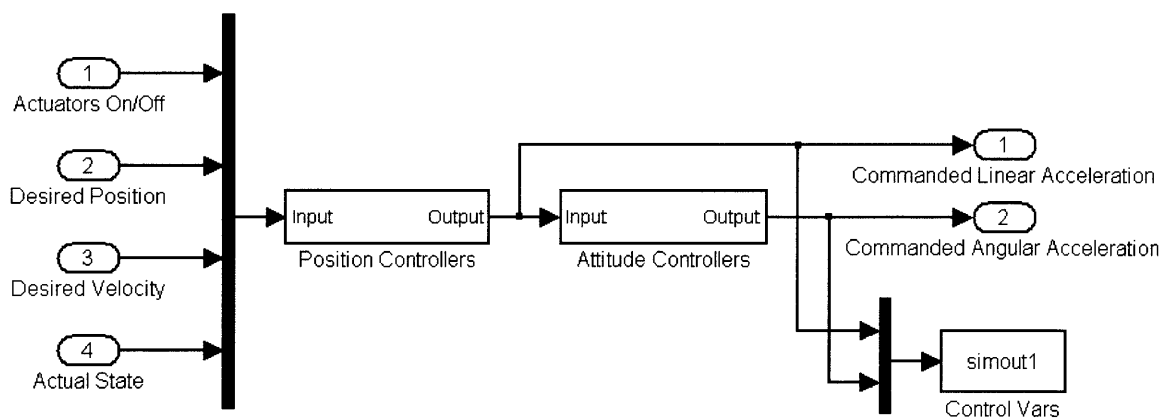 1
Actuators On/Off
2
Desired Position
3
Desired Velocity
4
Actual State
Input Output
Position Controllers
Input Output
Attitude Controllers
1
Commanded Linear Acceleration
2
Commanded Angular Acceleration
simout1
Control Vars